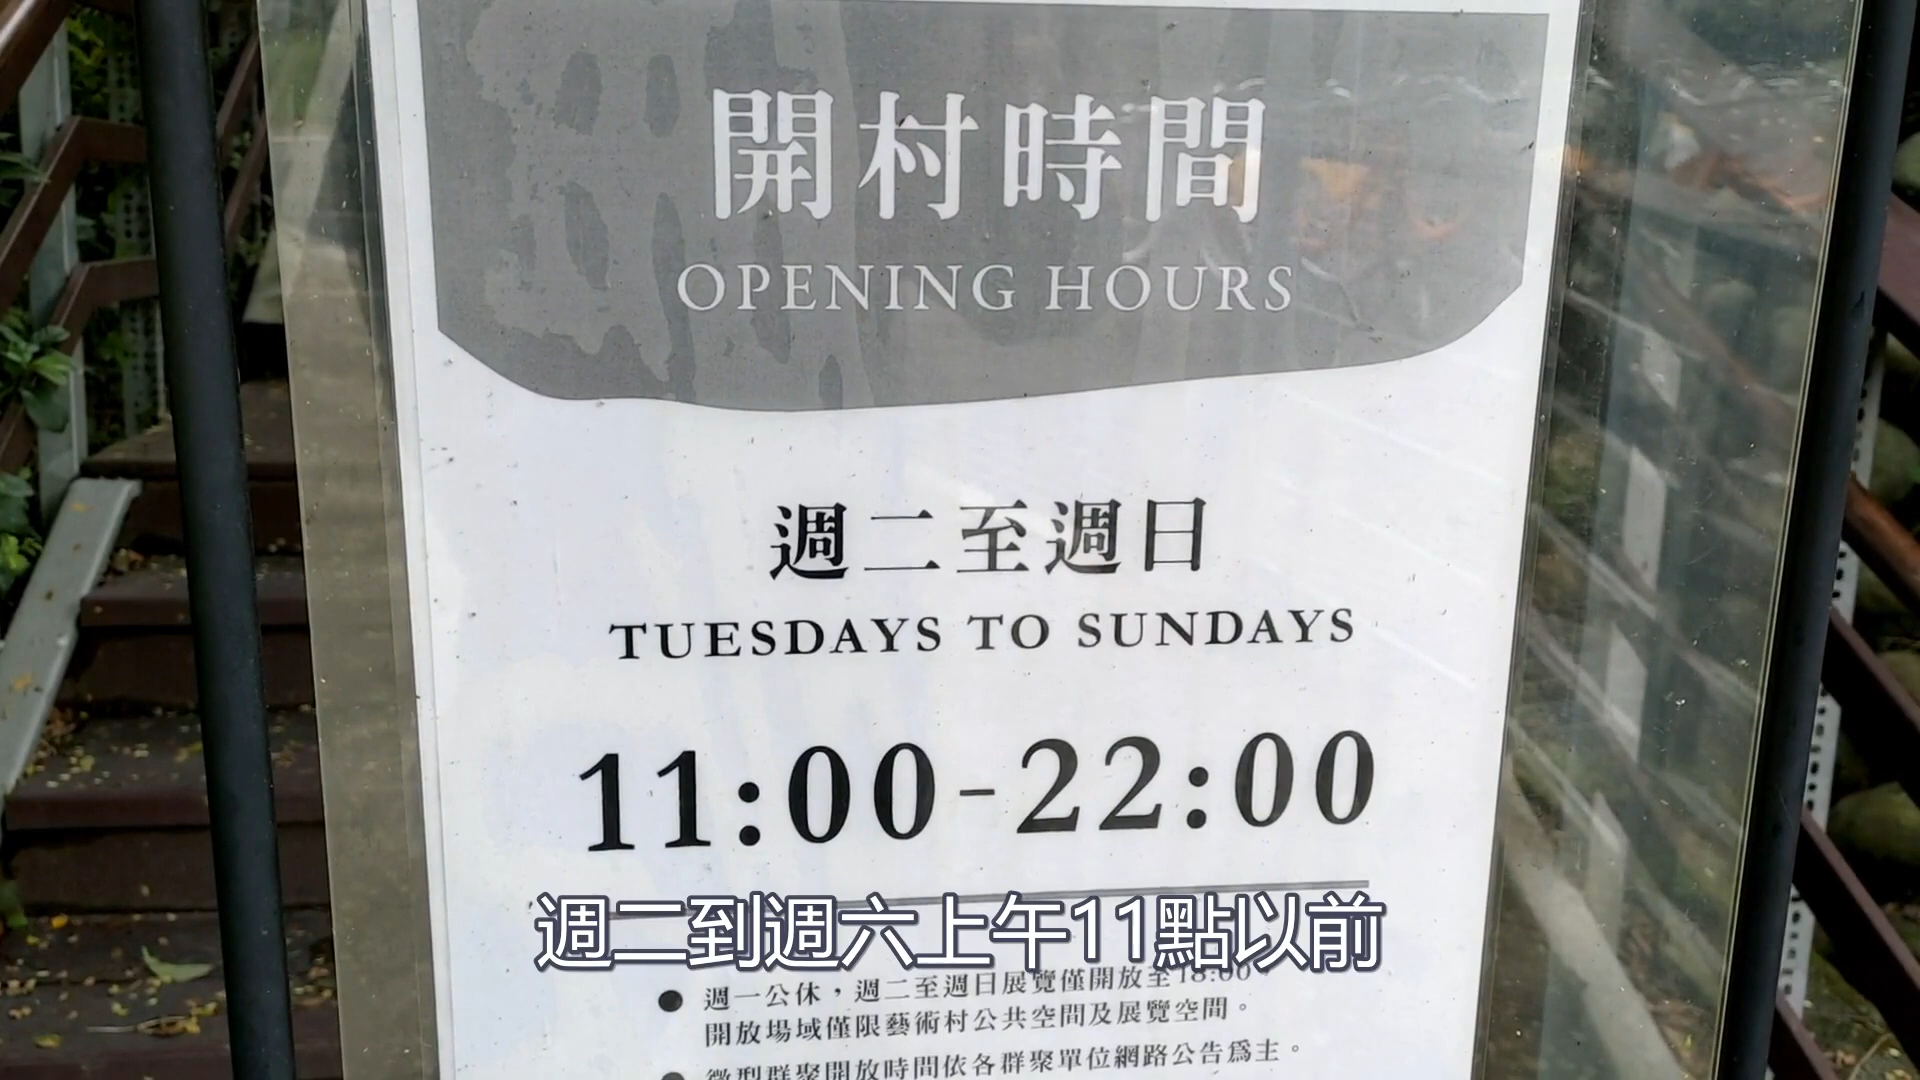 開村時間
OPENING HOURS
週二至週日
TUESDAYS TO SUNDAYS
11:00-22:00
週二到週六上午11點以前
週一公休，週二至週日展覽僅開放至18:00。
開放場域僅限藝術村公共空間及展覽空間。
微型群聚開放時間依各群聚單位網路公告爲主。